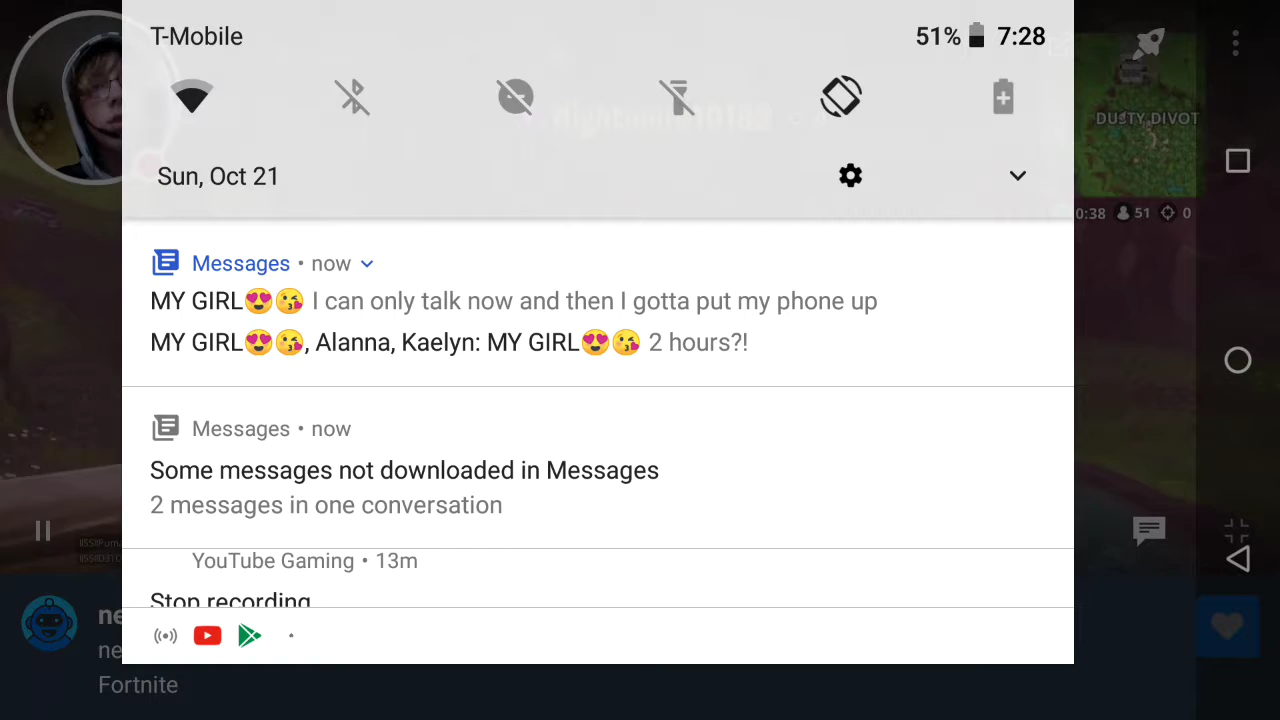 T-Mobile
51% 7:28
DUSTY DIVOT
Sun, Oct 21
0:38 51 0
Messages • now
MY GIRL😍😘 I can only talk now and then I gotta put my phone up
MY GIRL😍😘, Alanna, Kaelyn: MY GIRL😍😘 2 hours?!
Messages • now
Some messages not downloaded in Messages
2 messages in one conversation
YouTube Gaming • 13m
Stop recording
ne
ne
Fortnite